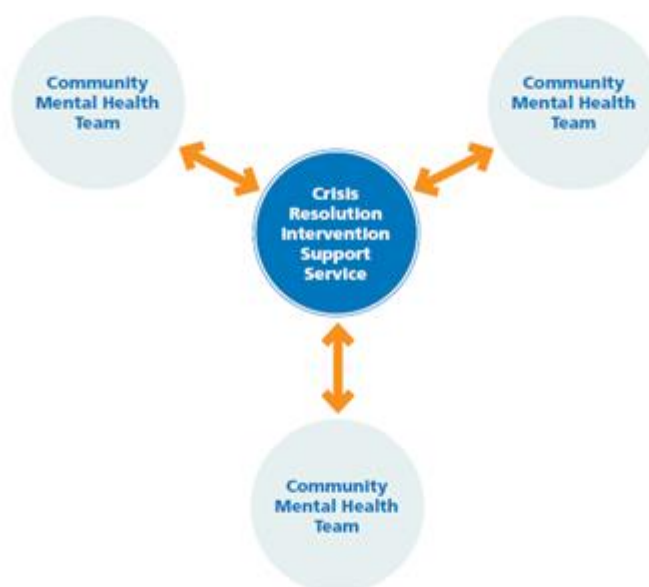 Community
Mental Health
Team
Community
Mental Health
Team
Crisis
Resolution
Intervention
Support
Service
Community
Mental Health
Team